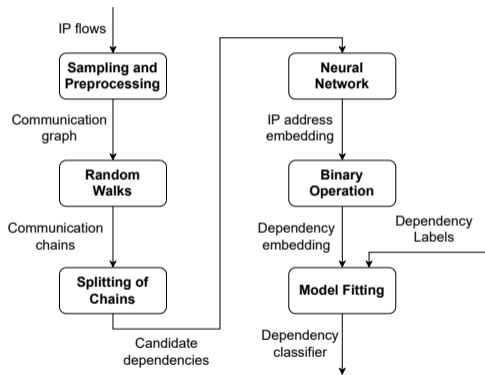 IP flows
Sampling and
Preprocessing
Communication
graph
Random
Walks
Communication
chains
Splitting of
Chains
Candidate
dependencies
Neural
Network
IP address
embedding
Binary
Operation
Dependency
embedding
Dependency
Labels
Model Fitting
Dependency
classifier